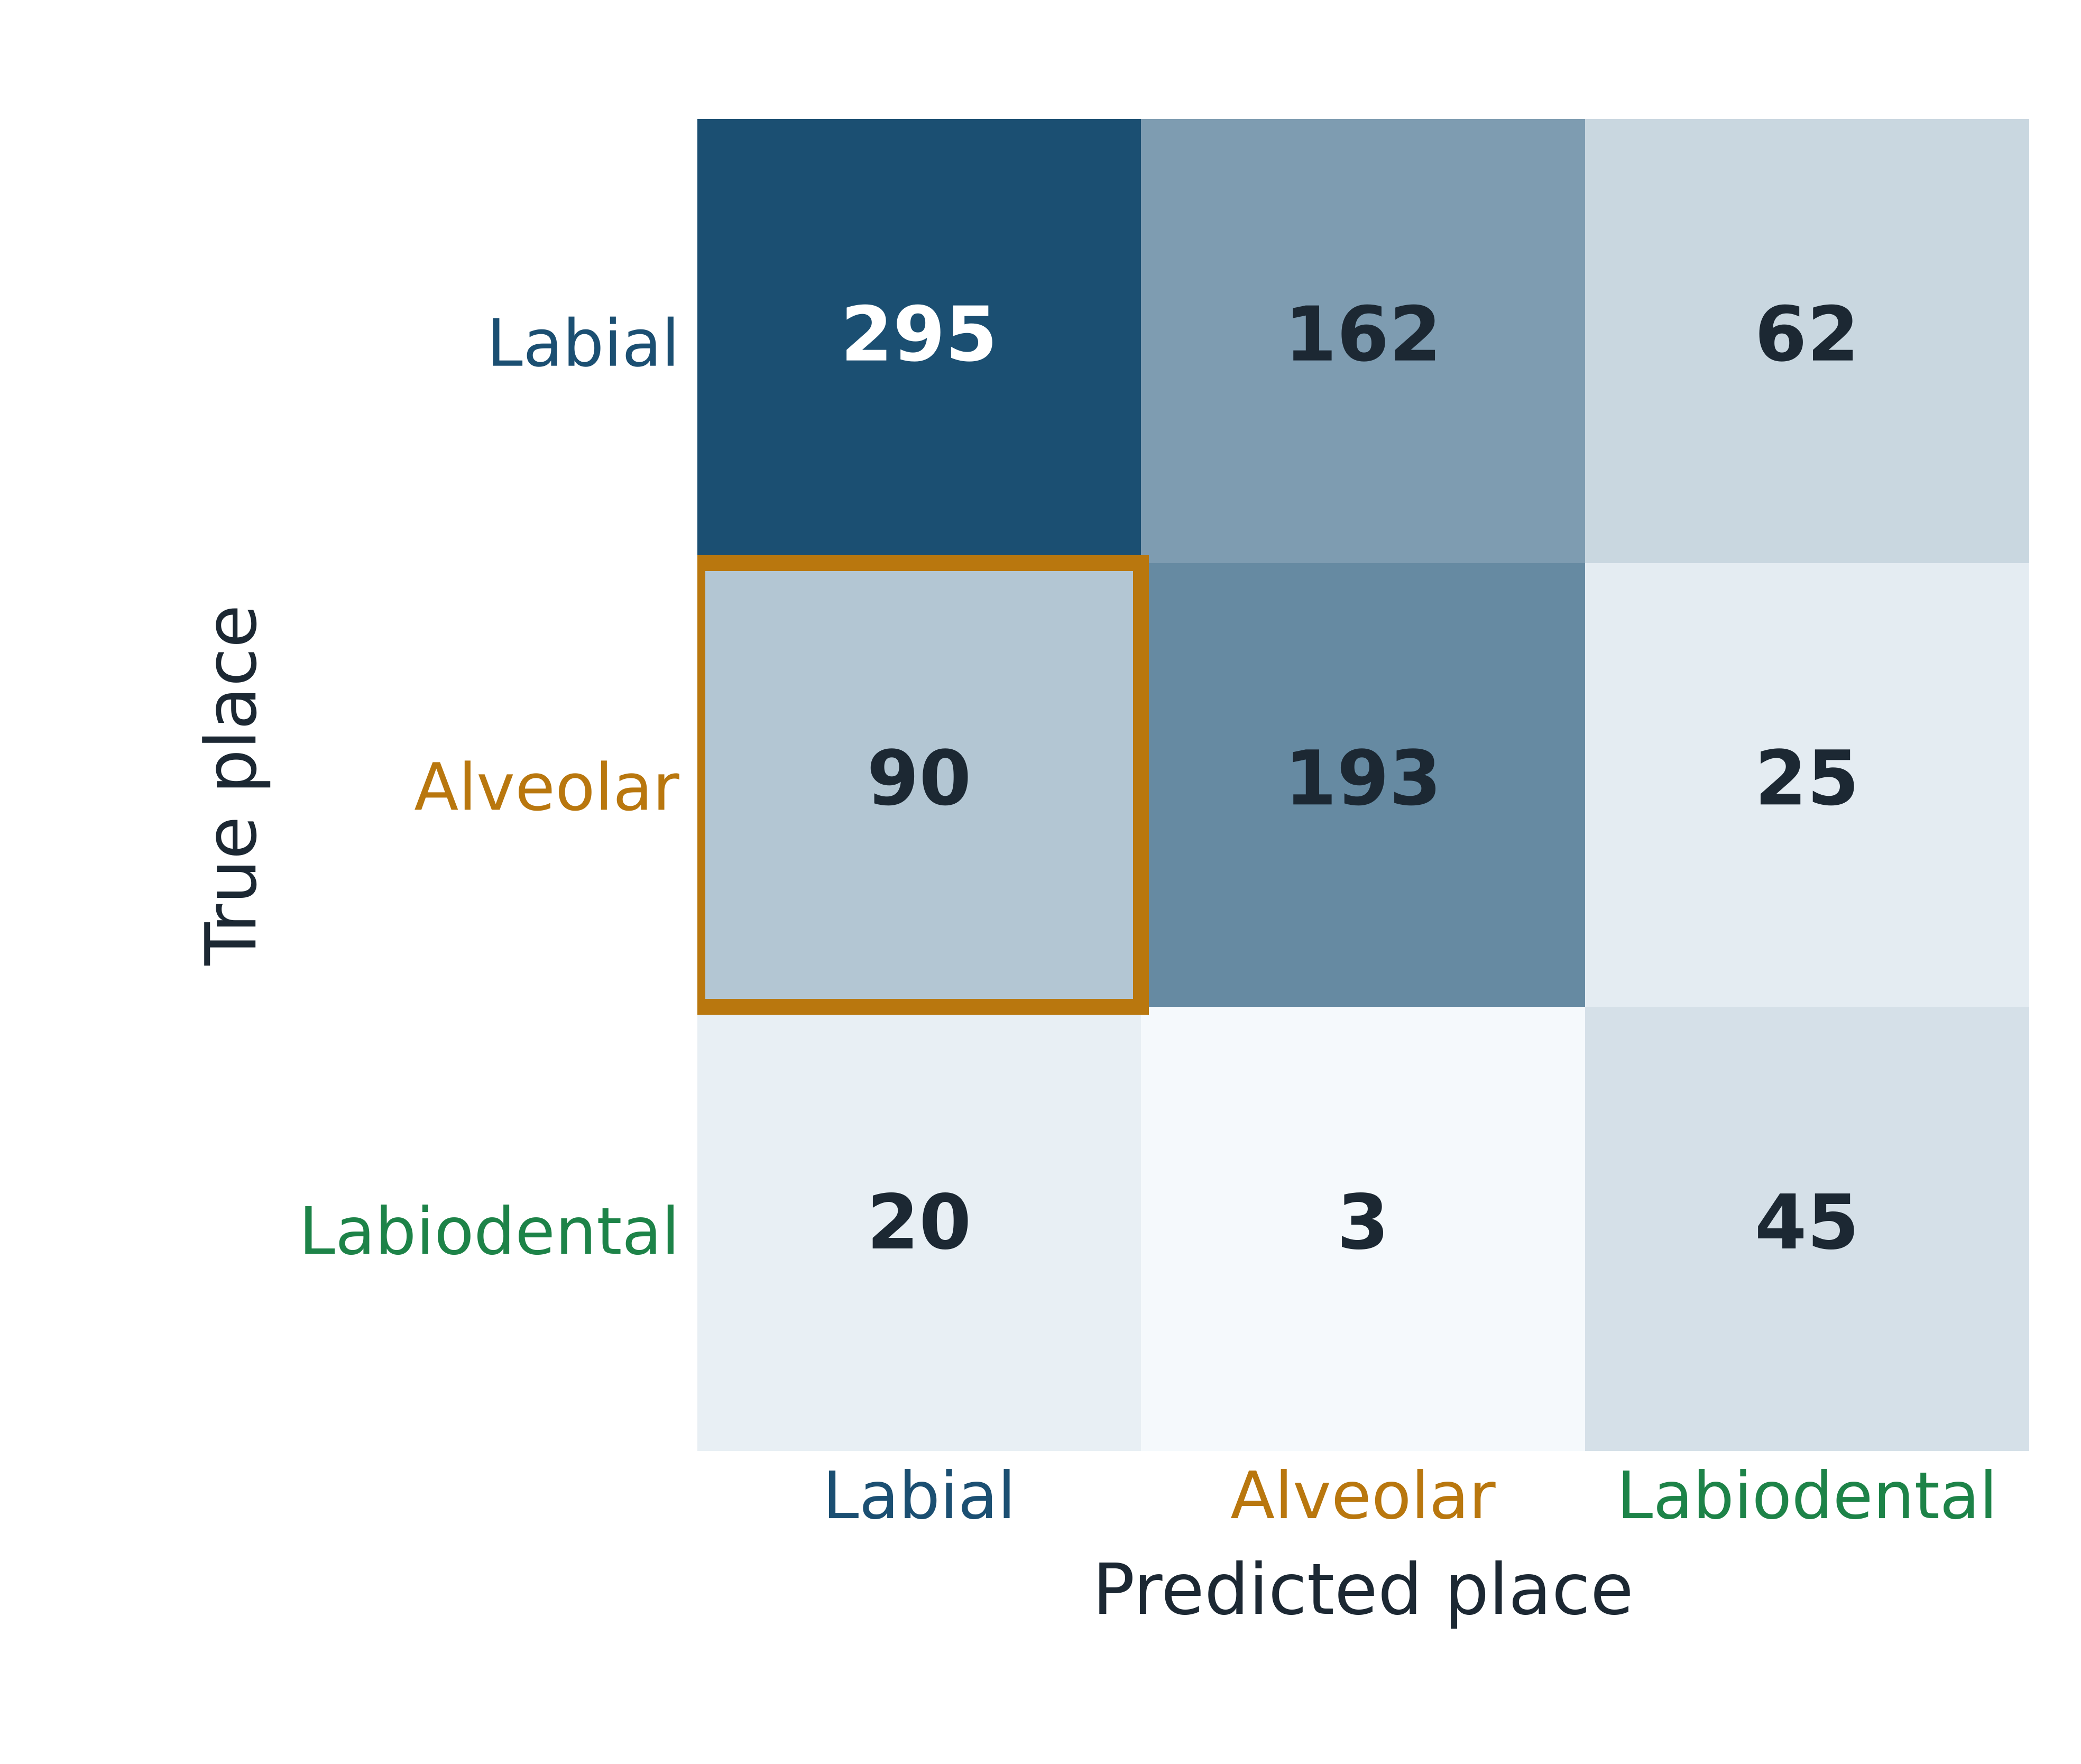 Labial 295 162 62
True place
Alveolar 90 193 25
Labiodental 20 3 45
Labial Alveolar Labiodental
Predicted place